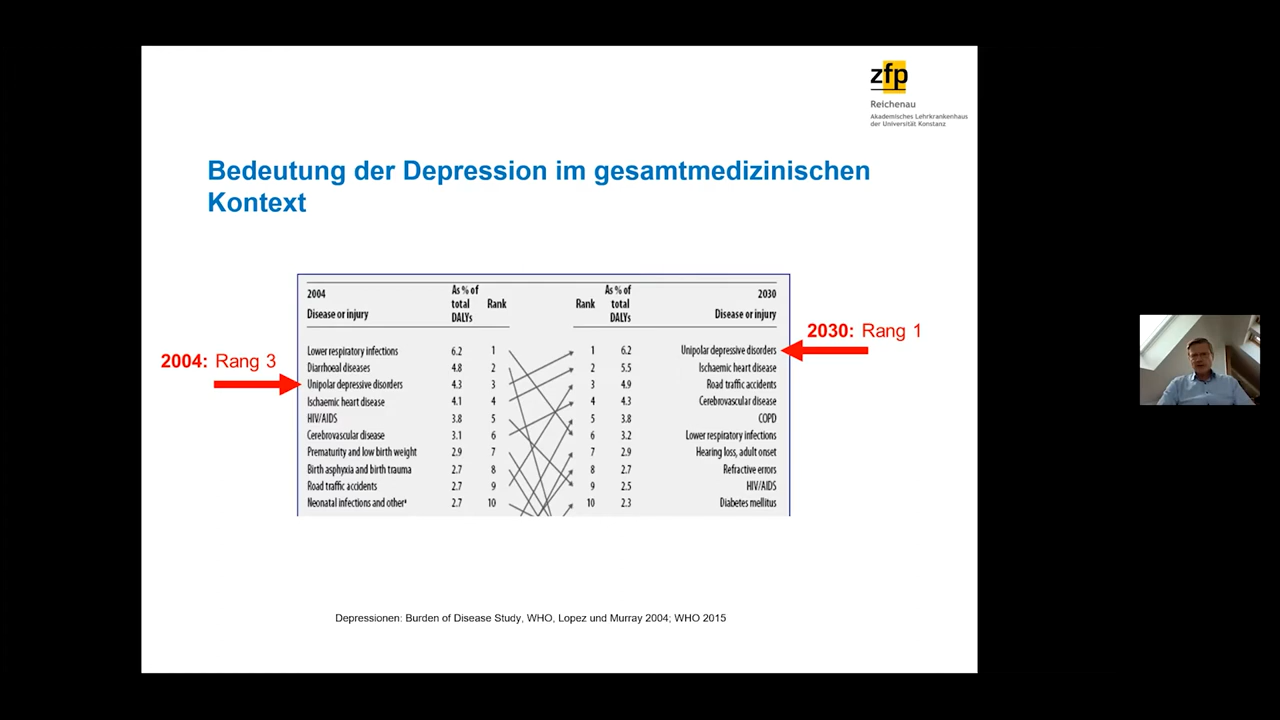 zfp
Reichenau
Akademisches Lehrkrankenhaus
der Universität Konstanz
Bedeutung der Depression im gesamtmedizinischen
Kontext
2004
Disease or injury
As % of
total
DALYs
Rank
Rank
As % of
total
DALYs
2030
Disease or injury
2004: Rang 3
2030: Rang 1
Lower respiratory infections 6.2 1 1 6.2 Unipolar depressive disorders
Diarrhoeal diseases 4.8 2 2 5.5 Ischaemic heart disease
Unipolar depressive disorders 4.3 3 3 4.9 Road traffic accidents
Ischaemic heart disease 4.1 4 4 4.3 Cerebrovascular disease
HIV/AIDS 3.8 5 5 3.8 COPD
Cerebrovascular disease 3.1 6 6 3.2 Lower respiratory infections
Prematurity and low birth weight 2.9 7 7 2.9 Hearing loss, adult onset
Birth asphyxia and birth trauma 2.7 8 8 2.7 Refractive errors
Road traffic accidents 2.7 9 9 2.5 HIV/AIDS
Neonatal infections and other 2.7 10 10 2.3 Diabetes mellitus
Depressionen: Burden of Disease Study, WHO, Lopez und Murray 2004; WHO 2015